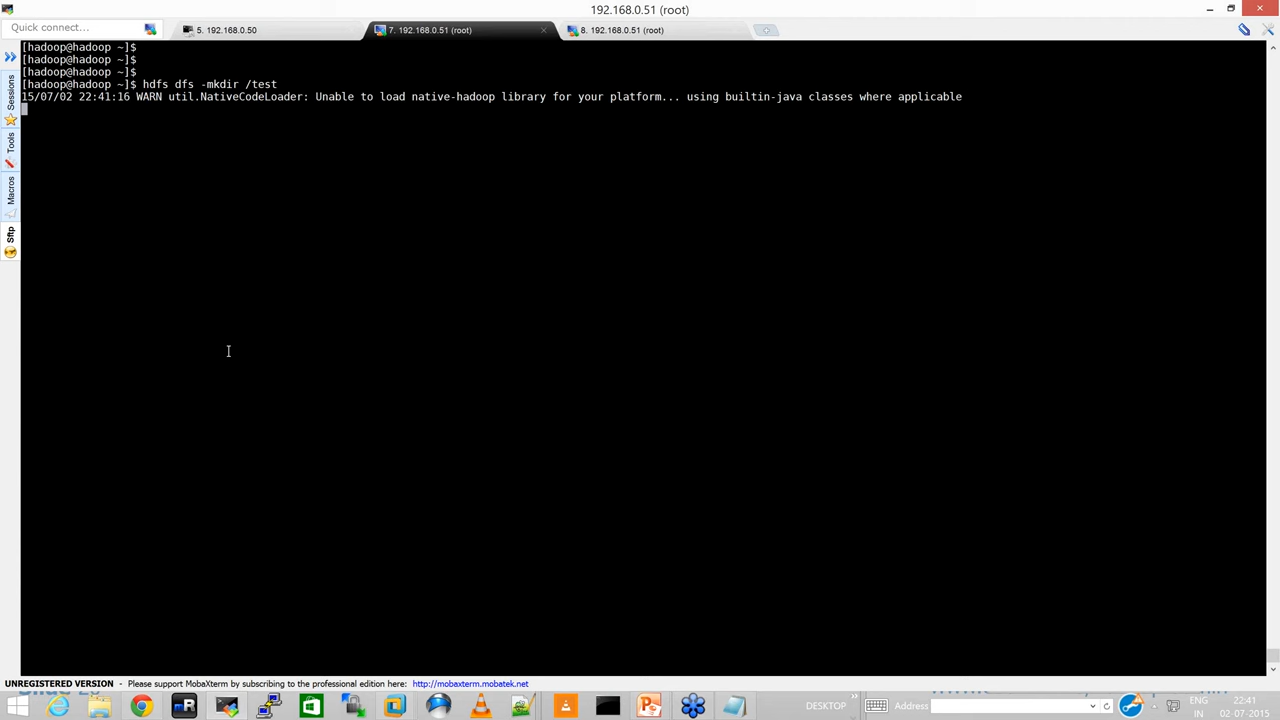 192.168.0.51 (root)
Quick connect...
5. 192.168.0.50
7. 192.168.0.51 (root)
8. 192.168.0.51 (root)
Sessions
Tools
Macros
Sftp
[hadoop@hadoop ~]$
[hadoop@hadoop ~]$
[hadoop@hadoop ~]$
[hadoop@hadoop ~]$ hdfs dfs -mkdir /test
15/07/02 22:41:16 WARN util.NativeCodeLoader: Unable to load native-hadoop library for your platform... using builtin-java classes where applicable
UNREGISTERED VERSION - Please support MobaXterm by subscribing to the professional edition here: http://mobaxterm.mobatek.net
DESKTOP
Address
ENG
IN
22:41
02-07-2015